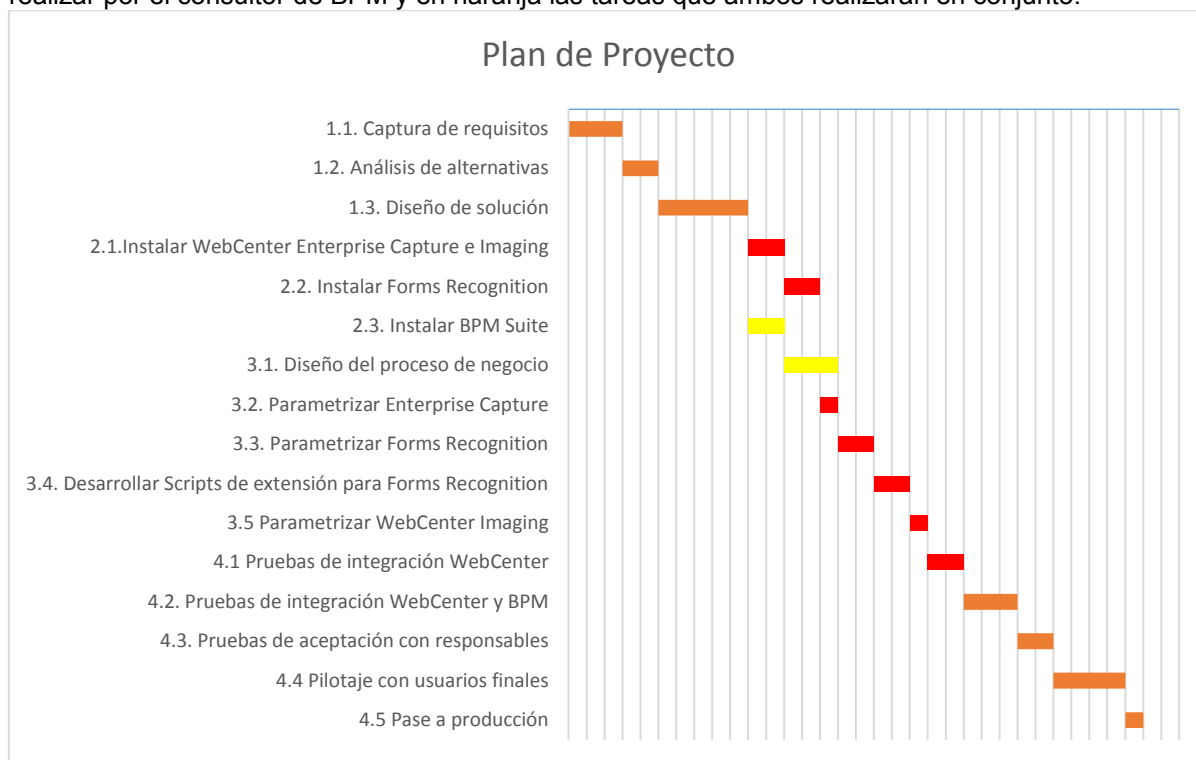 realizar por el consultor de BPM y en naranja las tareas que ambos realizarán en conjunto.
Plan de Proyecto
1.1. Captura de requisitos
1.2. Análisis de alternativas
1.3. Diseño de solución
2.1.Instalar WebCenter Enterprise Capture e Imaging
2.2. Instalar Forms Recognition
2.3. Instalar BPM Suite
3.1. Diseño del proceso de negocio
3.2. Parametrizar Enterprise Capture
3.3. Parametrizar Forms Recognition
3.4. Desarrollar Scripts de extensión para Forms Recognition
3.5 Parametrizar WebCenter Imaging
4.1 Pruebas de integración WebCenter
4.2. Pruebas de integración WebCenter y BPM
4.3. Pruebas de aceptación con responsables
4.4 Pilotaje con usuarios finales
4.5 Pase a producción